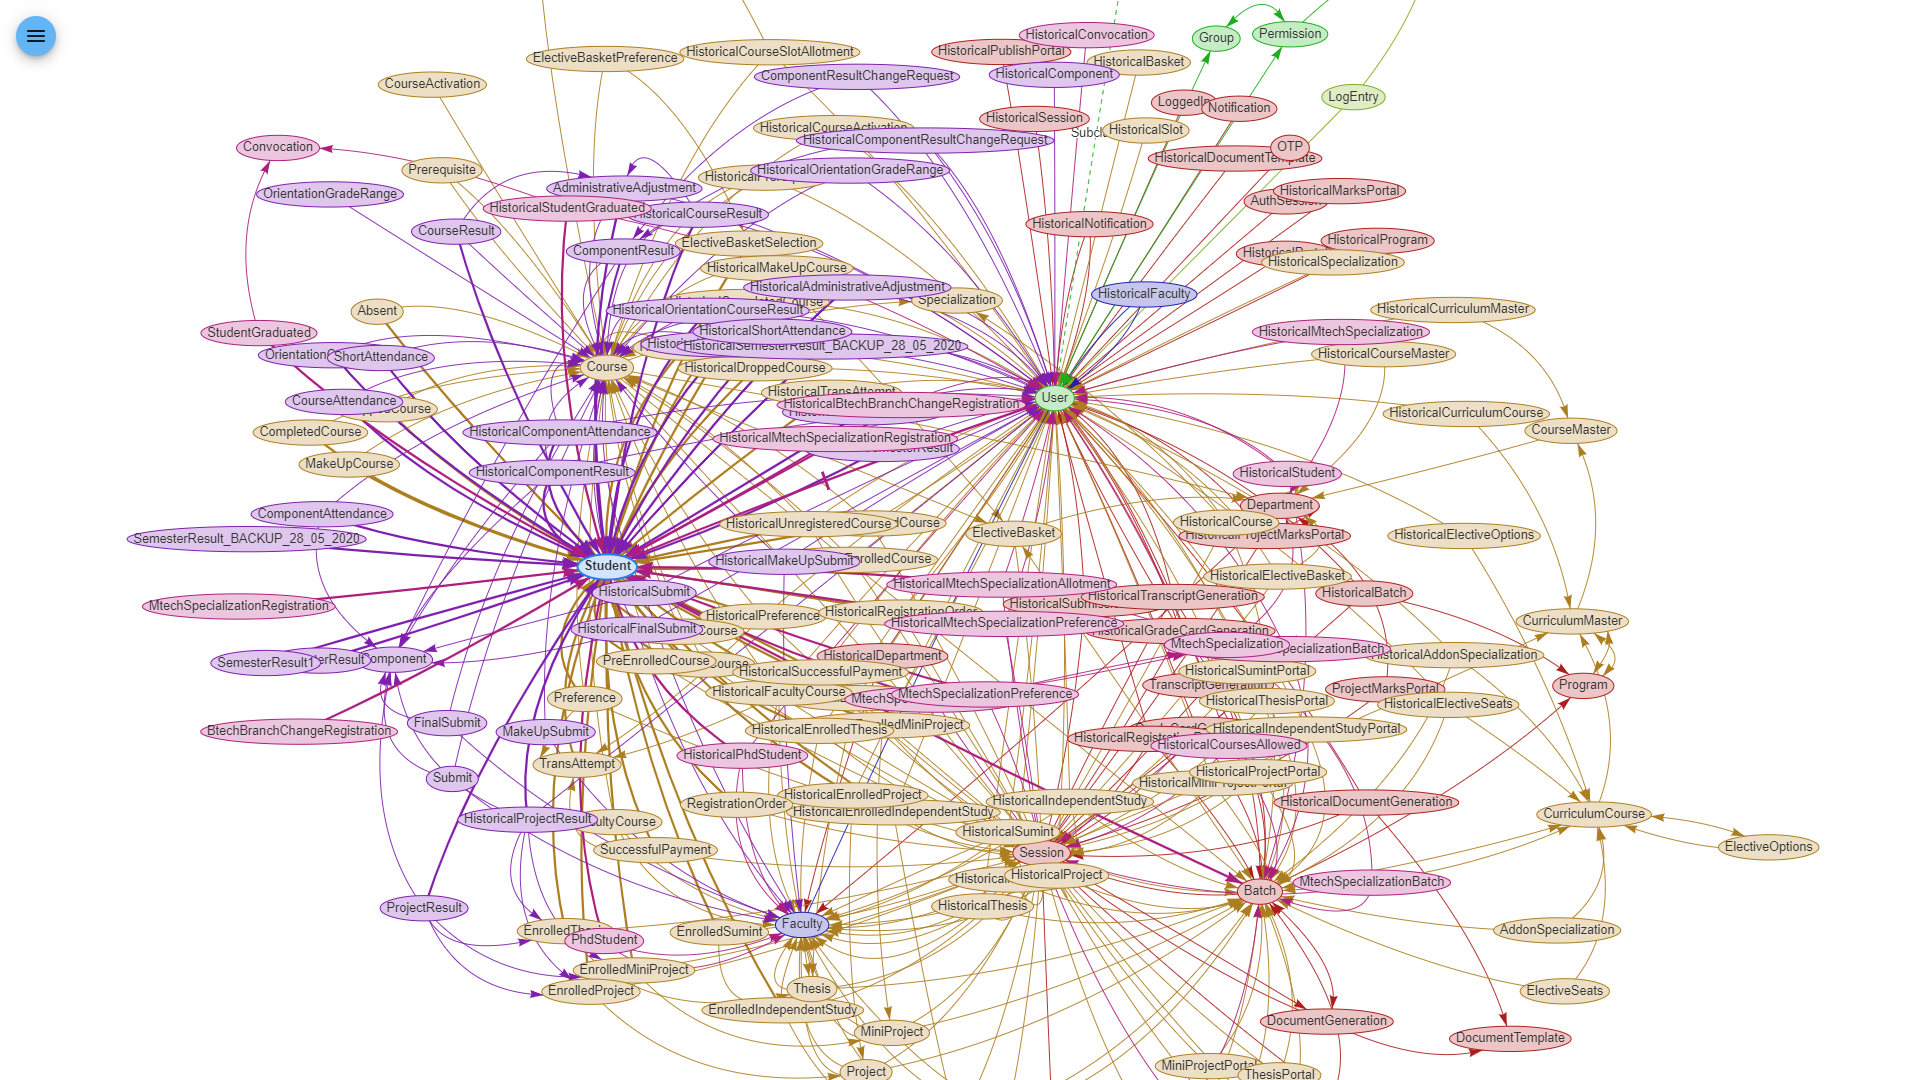 HistoricalConvocation
Group
Permission
HistoricalPublishPortal
ElectiveBasketPreference
HistoricalCourseSlotAllotment
HistoricalBasket
ComponentResultChangeRequest
HistoricalComponent
CourseActivation
LogEntry
LoggedIn
Notification
HistoricalSession
HistoricalCourseActivation
HistoricalSlot
HistoricalComponentResultChangeRequest
Convocation
OTP
HistoricalDocumentTemplate
Prerequisite
HistoricalOrientationGradeRange
OrientationGradeRange
AdministrativeAdjustment
HistoricalMarksPortal
AuthSession
HistoricalStudentGraduated
HistoricalCourseResult
HistoricalNotification
CourseResult
HistoricalProgram
ComponentResult
ElectiveBasketSelection
HistoricalSpecialization
HistoricalMakeUpCourse
HistoricalAdministrativeAdjustment
HistoricalFaculty
Specialization
Absent
HistoricalOrientationCourseResult
HistoricalCurriculumMaster
StudentGraduated
HistoricalShortAttendance
HistoricalMtechSpecialization
HistoricalSemesterResult_BACKUP_28_05_2020
ShortAttendance
HistoricalCourseMaster
Course
HistoricalDroppedCourse
HistoricalTransAttempt
User
CourseAttendance
HistoricalBtechBranchChangeRegistration
HistoricalCurriculumCourse
CompletedCourse
HistoricalComponentAttendance
HistoricalMtechSpecializationRegistration
CourseMaster
MakeUpCourse
HistoricalComponentResult
HistoricalStudent
Department
ComponentAttendance
HistoricalUnregisteredCourse
HistoricalCourse
ElectiveBasket
HistoricalProjectMarksPortal
HistoricalElectiveOptions
SemesterResult_BACKUP_28_05_2020
HistoricalMakeUpSubmit
Student
HistoricalElectiveBasket
HistoricalMtechSpecializationAllotment
HistoricalSubmit
HistoricalTranscriptGeneration
HistoricalBatch
MtechSpecializationRegistration
HistoricalPreference
HistoricalRegistrationOrder
HistoricalMtechSpecializationPreference
CurriculumMaster
HistoricalFinalSubmit
HistoricalGradeCardGeneration
MtechSpecialization
HistoricalDepartment
HistoricalAddonSpecialization
SemesterResult
Component
PreEnrolledCourse
HistoricalSuccessfulPayment
HistoricalSumintPortal
TranscriptGeneration
ProjectMarksPortal
Program
Preference
HistoricalFacultyCourse
MtechSpecializationPreference
HistoricalThesisPortal
HistoricalElectiveSeats
FinalSubmit
BtechBranchChangeRegistration
MakeUpSubmit
HistoricalEnrolledThesis
HistoricalIndependentStudyPortal
HistoricalCoursesAllowed
HistoricalPhdStudent
TransAttempt
Submit
HistoricalProjectPortal
HistoricalMiniProjectPortal
HistoricalEnrolledProject
RegistrationOrder
HistoricalIndependentStudy
HistoricalDocumentGeneration
HistoricalEnrolledIndependentStudy
CurriculumCourse
HistoricalProjectResult
HistoricalSumint
ElectiveOptions
SuccessfulPayment
Session
HistoricalProject
MtechSpecializationBatch
Batch
ProjectResult
HistoricalThesis
Faculty
EnrolledSumint
EnrolledThesis
AddonSpecialization
PhdStudent
EnrolledMiniProject
EnrolledProject
Thesis
ElectiveSeats
EnrolledIndependentStudy
DocumentGeneration
MiniProject
DocumentTemplate
MiniProjectPortal
Project
ThesisPortal